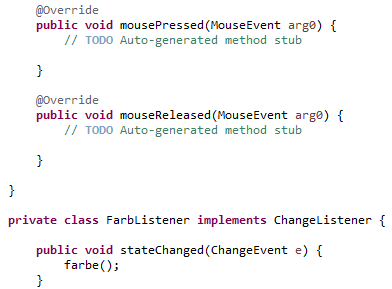 @Override
public void mousePressed(MouseEvent arg0) {
// TODO Auto-generated method stub
}
@Override
public void mouseReleased(MouseEvent arg0) {
// TODO Auto-generated method stub
}
}
private class FarbListener implements ChangeListener {
public void stateChanged(ChangeEvent e) {
farbe();
}